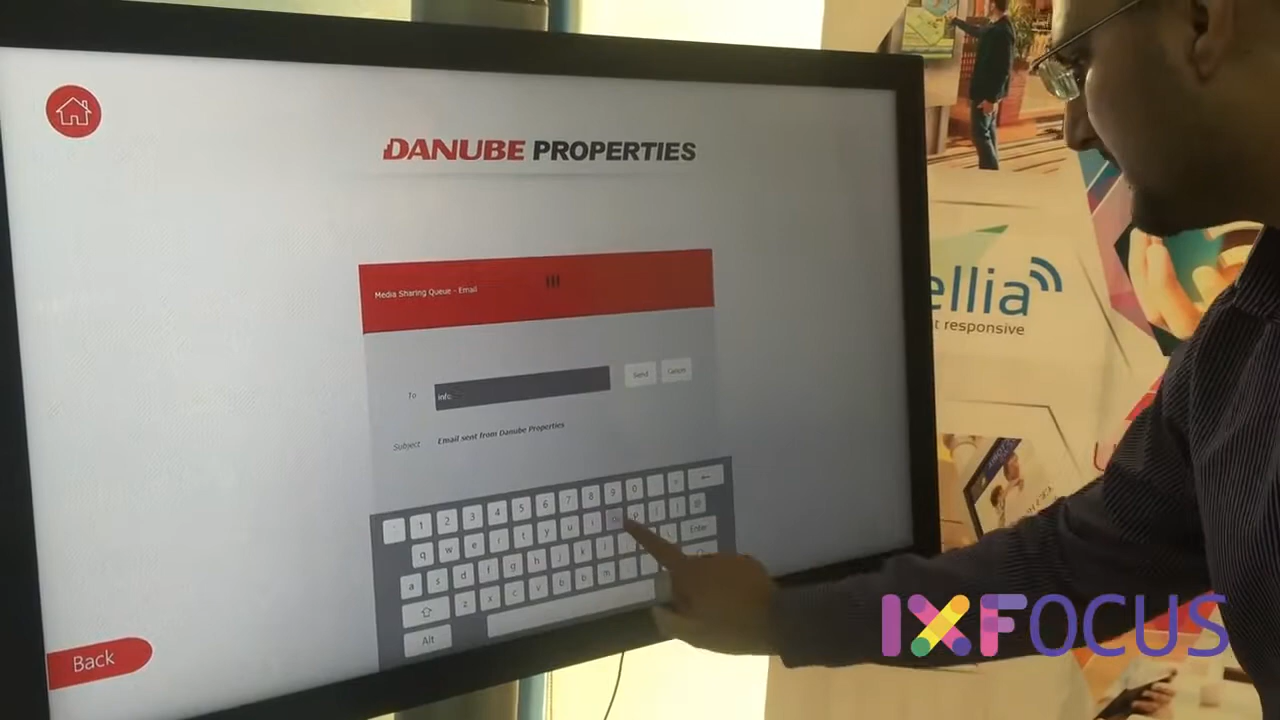 DANUBE PROPERTIES
Media Sharing Queue - Email
To
info
Send
Cancel
Subject
Email sent from Danube Properties
1 2 3 4 5 6 7 8 9 0
q w e r t y u i o p
Enter
a s d f g h j k l
z x c v b m
Alt
Back
ellia
t responsive
IXFOCUS